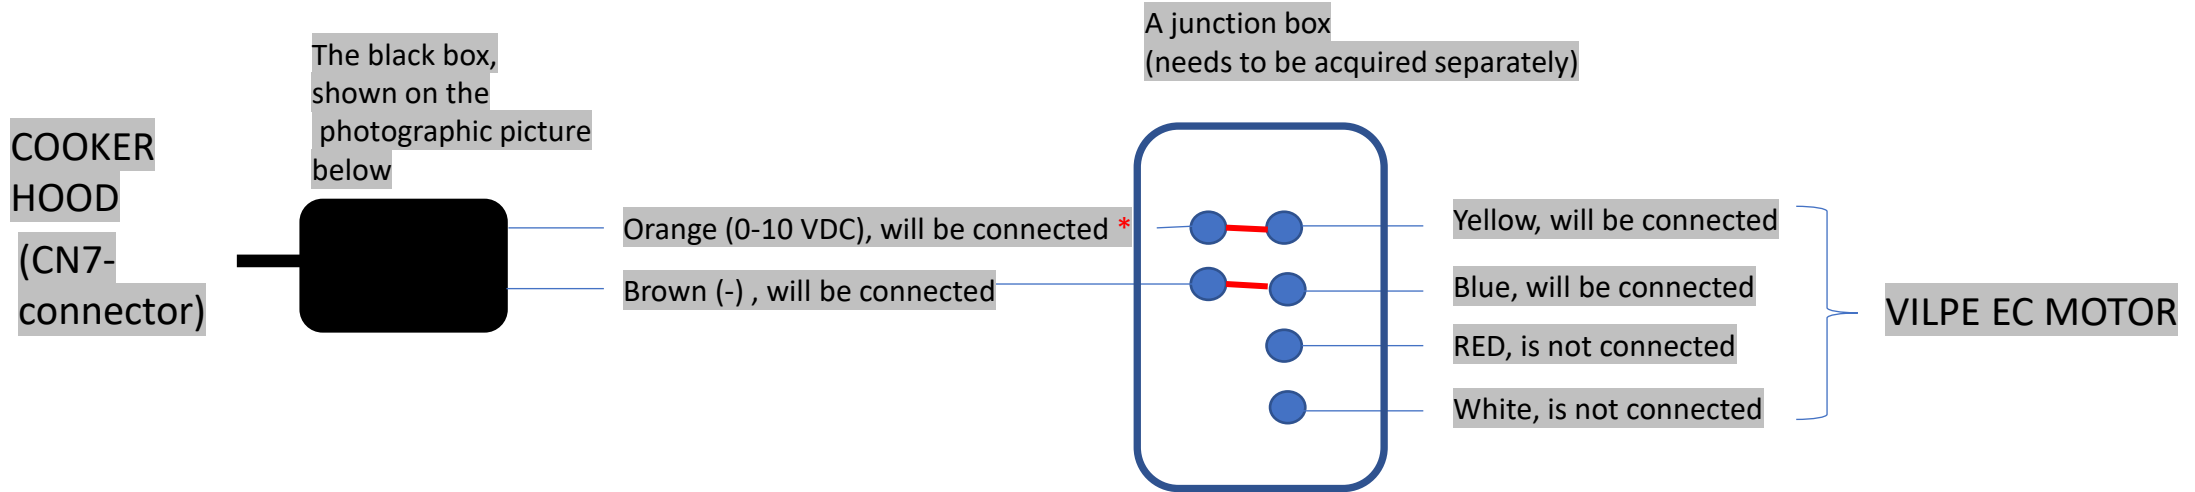 COOKER
HOOD
(CN7-
connector)
The black box,
shown on the
photographic picture
below
Orange (0-10 VDC), will be connected *
Brown (-) , will be connected
A junction box
(needs to be acquired separately)
Yellow, will be connected
Blue, will be connected
RED, is not connected
White, is not connected
VILPE EC MOTOR